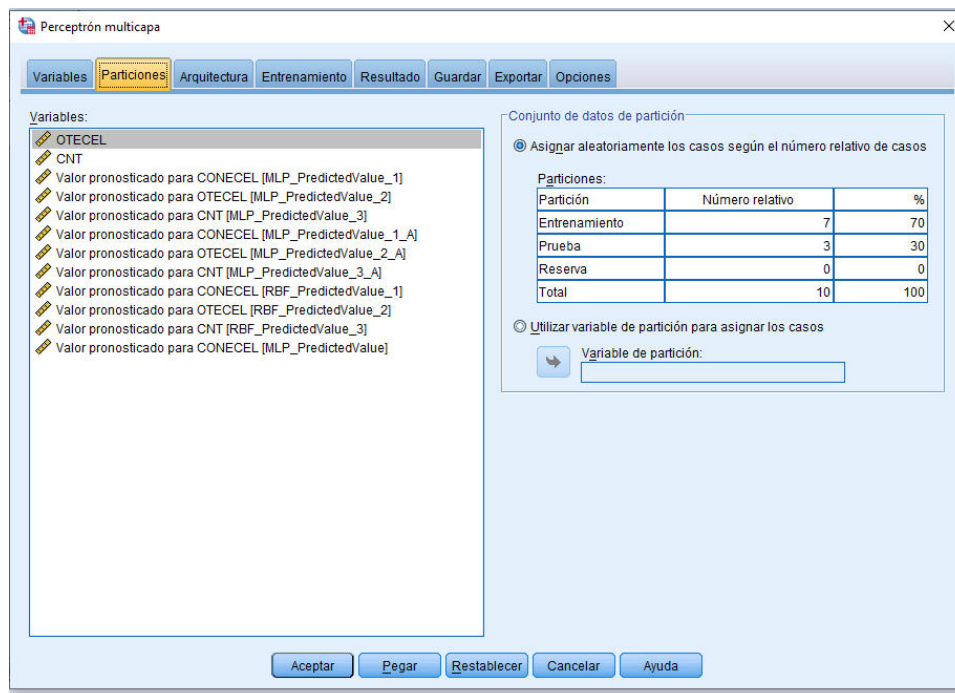 Perceptrón multicapa
Variables Particiones Arquitectura Entrenamiento Resultado Guardar Exportar Opciones
Variables:
OTECEL
CNT
Valor pronosticado para CONECEL [MLP_PredictedValue_1]
Valor pronosticado para OTECEL [MLP_PredictedValue_2]
Valor pronosticado para CNT [MLP_PredictedValue_3]
Valor pronosticado para CONECEL [MLP_PredictedValue_1_A]
Valor pronosticado para OTECEL [MLP_PredictedValue_2_A]
Valor pronosticado para CNT [MLP_PredictedValue_3_A]
Valor pronosticado para CONECEL [RBF_PredictedValue_1]
Valor pronosticado para OTECEL [RBF_PredictedValue_2]
Valor pronosticado para CNT [RBF_PredictedValue_3]
Valor pronosticado para CONECEL [MLP_PredictedValue]
Conjunto de datos de partición
Asignar aleatoriamente los casos según el número relativo de casos
Particiones:
Partición Número relativo %
Entrenamiento 7 70
Prueba 3 30
Reserva 0 0
Total 10 100
Utilizar variable de partición para asignar los casos
Variable de partición:
Aceptar Pegar Restablecer Cancelar Ayuda